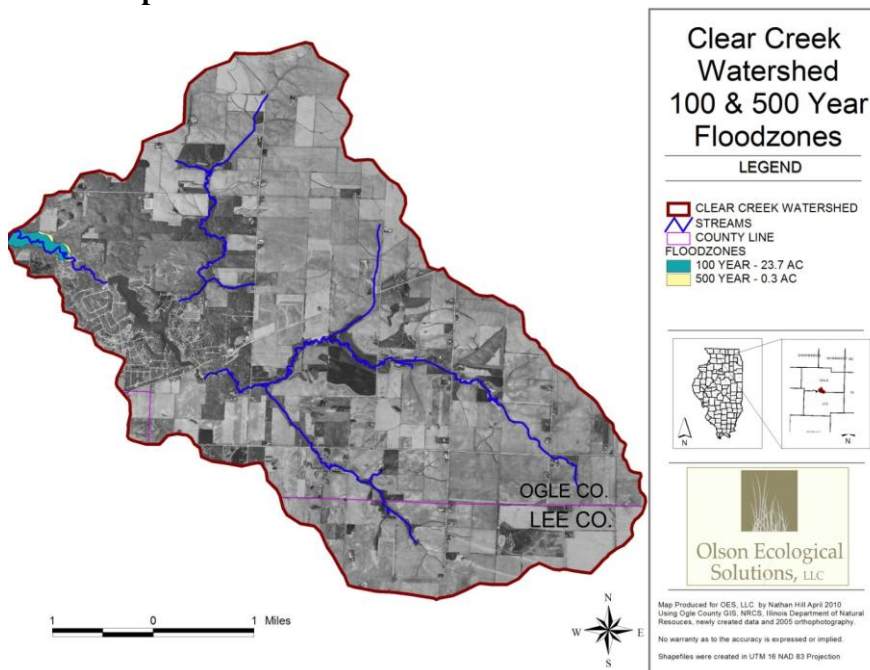 Clear Creek
Watershed
100 & 500 Year
Floodzones
LEGEND
CLEAR CREEK WATERSHED
STREAMS
COUNTY LINE
FLOODZONES
100 YEAR - 23.7 AC
500 YEAR - 0.3 AC
N
N
OGLE CO.
LEE CO.
Olson Ecological
Solutions, LLC
1 0 1 Miles
N
W E
S
Map Produced for OES, LLC by Nathan Hill April 2010
Using Ogle County GIS, NRCS, Illinois Department of Natural
Resouces, newly created data and 2005 orthophotography.
No warranty as to the accuracy is expressed or implied.
Shapefiles were created in UTM 16 NAD 83 Projection